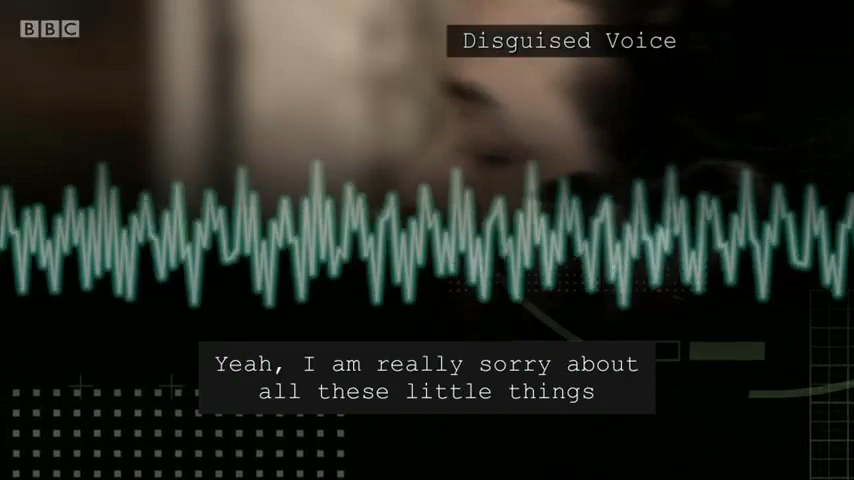 BBC
Disguised Voice
Yeah, I am really sorry about
all these little things